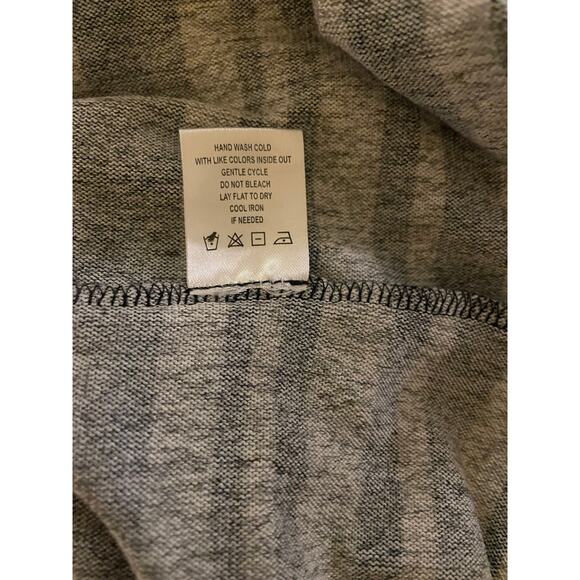 HAND WASH COLD
WITH LIKE COLORS INSIDE OUT
GENTLE CYCLE
DO NOT BLEACH
LAY FLAT TO DRY
COOL IRON
IF NEEDED